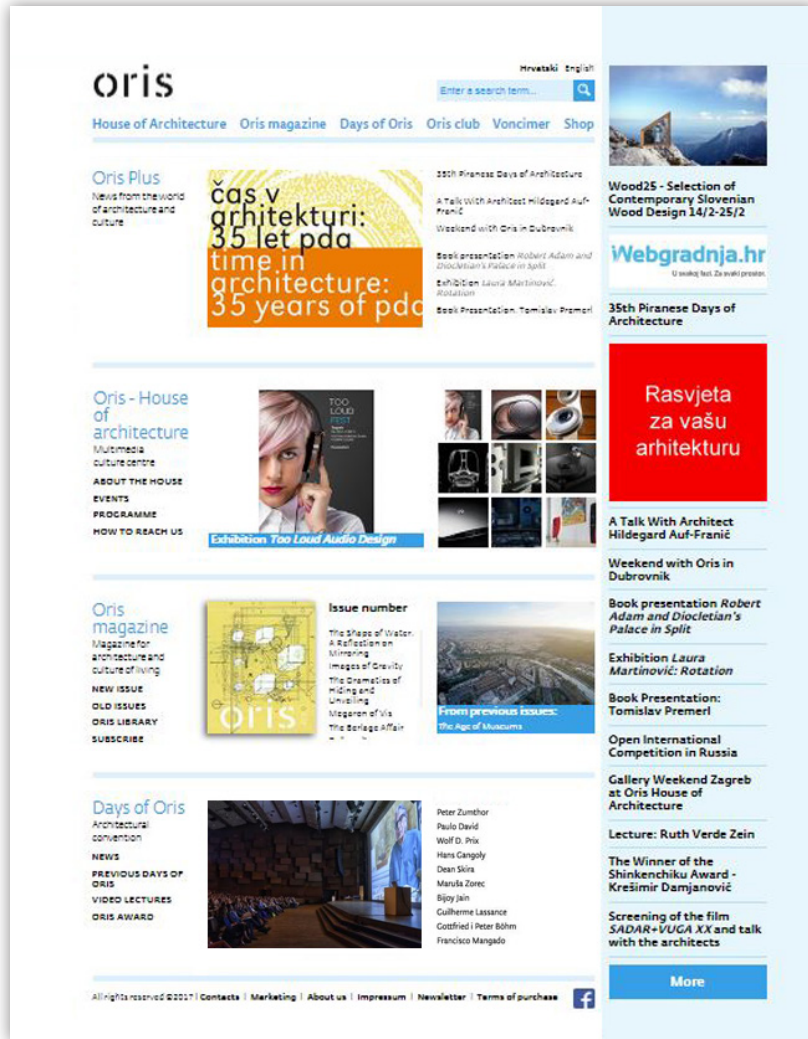 oris
Hrvatski English
Enter a search term...
House of Architecture Oris magazine Days of Oris Oris club Voncimer Shop
Oris Plus
News from the world
of architecture and
culture
čas v
arhitekturi:
35 let pda
time in
architecture:
35 years of pda
35th Piranese Days of Architecture
A Talk With Architect Hildegard Auf-
Franić
Weekend with Oris in Dubrovnik
Book presentation Robert Adam and
Diocletian's Palace in Split
Exhibition Laura Martinović:
Rotation
Book Presentation: Tomislav Premerl
Oris - House
of
architecture
Multimedia
culture centre
ABOUT THE HOUSE
EVENTS
PROGRAMME
HOW TO REACH US
TOO
LOUD
FEST
Exhibition Too Loud Audio Design
Oris
magazine
Magazine for
architecture and
culture of living
NEW ISSUE
OLD ISSUES
ORIS LIBRARY
SUBSCRIBE
oris
Issue number
The Shape of Water.
A Reflection on
Mirroring
Images of Gravity
The Dramatics of
Hiding and
Unveiling
Megaron of Vis
The Berlage Affair
From previous issues:
The Age of Museums
Days of Oris
Architectural
convention
NEWS
PREVIOUS DAYS OF
ORIS
VIDEO LECTURES
ORIS AWARD
Peter Zumthor
Paulo David
Wolf D. Prix
Hans Gangoly
Dean Skira
Maruša Zorec
Bijoy Jain
Guilherme Lassance
Gottfried i Peter Böhm
Francisco Mangado
All rights reserved ©2017 | Contacts | Marketing | About us | Impressum | Newsletter | Terms of purchase
f
Wood25 - Selection of
Contemporary Slovenian
Wood Design 14/2-25/2
Webgradnja.hr
U svakoj fazi. Za svaki prostor.
35th Piranese Days of
Architecture
Rasvjeta
za vašu
arhitekturu
A Talk With Architect
Hildegard Auf-Franić
Weekend with Oris in
Dubrovnik
Book presentation Robert
Adam and Diocletian's
Palace in Split
Exhibition Laura
Martinović: Rotation
Book Presentation:
Tomislav Premerl
Open International
Competition in Russia
Gallery Weekend Zagreb
at Oris House of
Architecture
Lecture: Ruth Verde Zein
The Winner of the
Shinkenchiku Award -
Krešimir Damjanović
Screening of the film
SADAR+VUGA XX and talk
with the architects
More